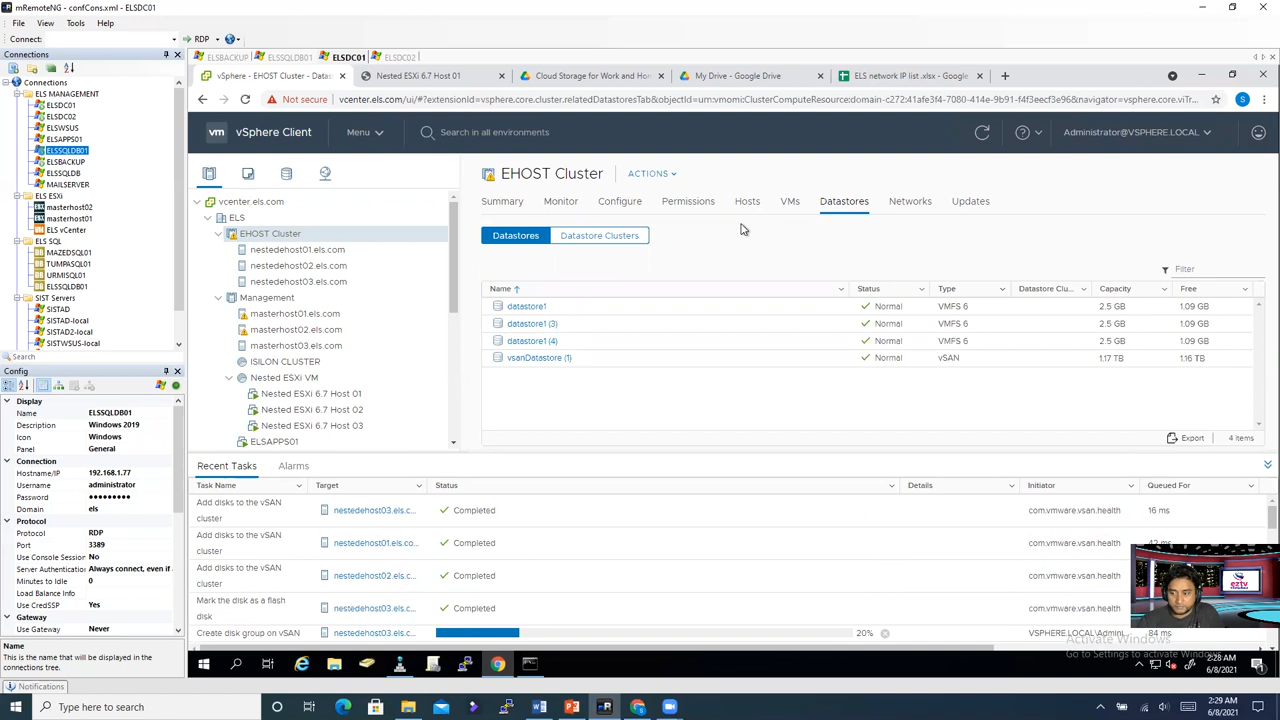 mRemoteNG - confCons.xml - ELSDC01
File View Tools Help
Connect: RDP
Connections
ELSBACKUP ELSSQLDB01 ELSDC01 ELSDC02
vSphere - EHOST Cluster - Datas Nested ESXi 6.7 Host 01 Cloud Storage for Work and Hon My Drive - Google Drive ELS network IP list .xlsx - Google
Not secure vcenter.els.com/ui/#?extensionId=vsphere.core.cluster.relatedDatastoresTab&objectId=urn:vmomi:ClusterComputeResource:domain-c272:41afe3f4-7080-414e-9b91-f4f3eecf3e96&navigator=vsphere.core.viTr...
vm vSphere Client Menu Search in all environments Administrator@VSPHERE.LOCAL
Connections
ELS MANAGEMENT
ELSDC01
ELSDC02
ELSWSUS
ELSAPPS01
ELSSQLDB01
ELSBACKUP
ELSSQLDB
MAILSERVER
ELS ESXi
masterhost02
masterhost01
ELS vCenter
ELS SQL
MAZEDSQL01
TUMPASQL01
URMISQL01
ELSSQLDB01
SIST Servers
SISTAD
SISTAD-local
SISTAD2-local
SISTWSUS-local
Search
vcenter.els.com
ELS
EHOST Cluster
nestedehost01.els.com
nestedehost02.els.com
nestedehost03.els.com
Management
masterhost01.els.com
masterhost02.els.com
masterhost03.els.com
ISILON CLUSTER
Nested ESXi VM
Nested ESXi 6.7 Host 01
Nested ESXi 6.7 Host 02
Nested ESXi 6.7 Host 03
ELSAPPS01
EHOST Cluster ACTIONS
Summary Monitor Configure Permissions Hosts VMs Datastores Networks Updates
Datastores Datastore Clusters
Filter
Name Status Type Datastore Clu... Capacity Free
datastore1 Normal VMFS 6 2.5 GB 1.09 GB
datastore1 (3) Normal VMFS 6 2.5 GB 1.09 GB
datastore1 (4) Normal VMFS 6 2.5 GB 1.09 GB
vsanDatastore (1) Normal vSAN 1.17 TB 1.16 TB
Export 4 items
Config
Display
Name ELSSQLDB01
Description Windows 2019
Icon Windows
Panel General
Connection
Hostname/IP 192.168.1.77
Username administrator
Password ●●●●●●●●●
Domain els
Protocol
Protocol RDP
Port 3389
Use Console Session No
Server Authentication Always connect, even if
Minutes to Idle 0
Load Balance Info
Use CredSSP Yes
Gateway
Use Gateway Never
Name
This is the name that will be displayed in the
connections tree.
Notifications
Recent Tasks Alarms
Task Name Target Status Details Initiator Queued For
Add disks to the vSAN
cluster nestedehost03.els.c... Completed com.vmware.vsan.health 16 ms
Add disks to the vSAN
cluster nestedehost01.els.co... Completed com.vmware.vsan.health 42 ms
Add disks to the vSAN
cluster nestedehost02.els.c... Completed com.vmware.vsan.health
Mark the disk as a flash
disk nestedehost03.els.c... Completed
Create disk group on vSAN nestedehost03.els.c... 20% VSPHERE.LOCAL\Admini... 84 ms
eztv
Activate Windows
Go to Settings to activate Windows
2:28 AM
6/8/2021
Type here to search
2:29 AM
6/8/2021